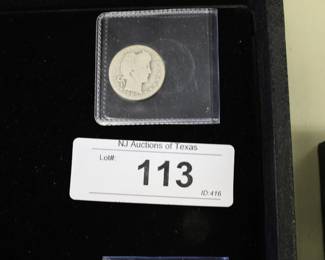 NJ Auctions of Texas
Lot#:
113
ID:416